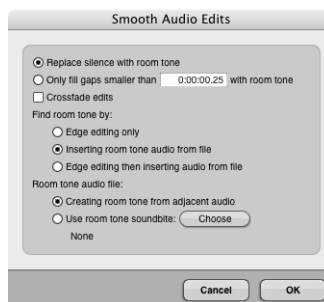 Smooth Audio Edits
Replace silence with room tone
Only fill gaps smaller than 0:00:00.25 with room tone
Crossfade edits
Find room tone by:
Edge editing only
Inserting room tone audio from file
Edge editing then inserting audio from file
Room tone audio file:
Creating room tone from adjacent audio
Use room tone soundbite: Choose
None
Cancel OK